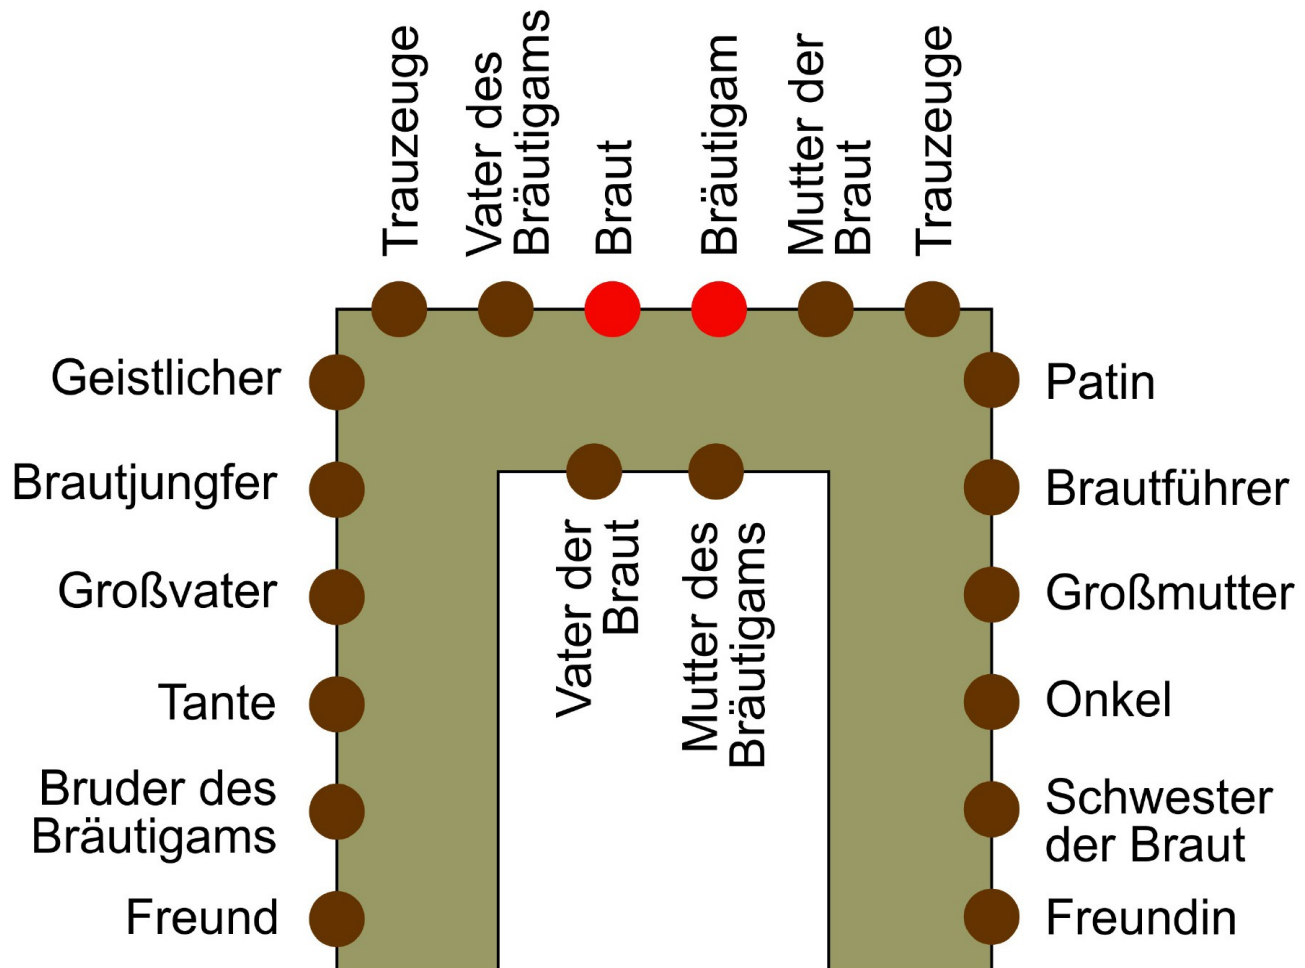 Trauzeuge
Vater des
Bräutigams
Braut
Bräutigam
Mutter der
Braut
Trauzeuge
Geistlicher
Patin
Brautjungfer
Brautführer
Vater der
Braut
Mutter des
Bräutigams
Großvater
Großmutter
Tante
Onkel
Bruder des
Bräutigams
Schwester
der Braut
Freund
Freundin